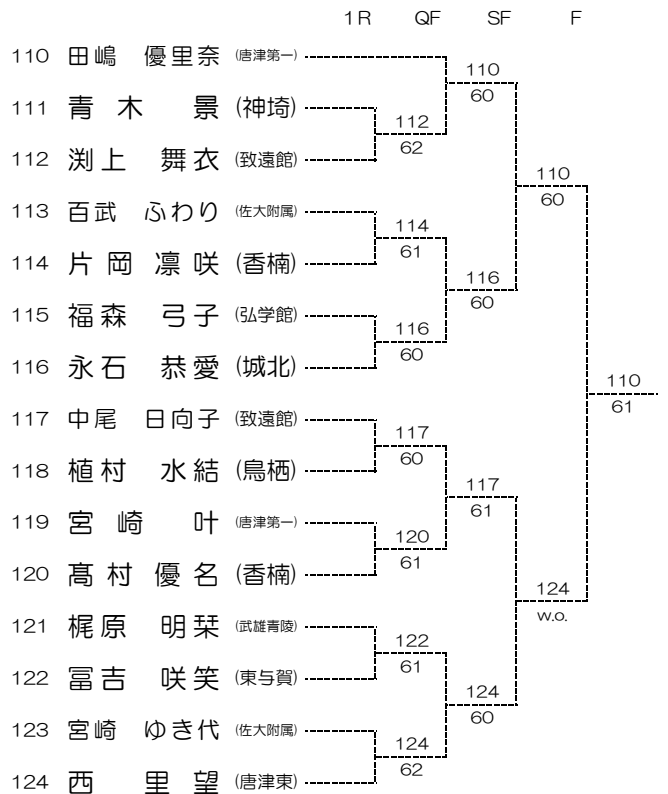 1R QF SF F
110 田嶋 優里奈 (唐津第一)
110
60
111 青木 景 (神埼)
112
62
112 渕上 舞衣 (致遠館)
110
60
113 百武 ふわり (佐大附属)
114
61
114 片岡 凛咲 (香楠)
116
60
115 福森 弓子 (弘学館)
116
60
116 永石 恭愛 (城北)
110
61
117 中尾 日向子 (致遠館)
117
60
118 植村 水結 (鳥栖)
117
61
119 宮崎 叶 (唐津第一)
120
61
120 髙村 優名 (香楠)
124
w.o.
121 梶原 明栞 (武雄青陵)
122
61
122 冨吉 咲笑 (東与賀)
124
60
123 宮崎 ゆき代 (佐大附属)
124
62
124 西 里望 (唐津東)